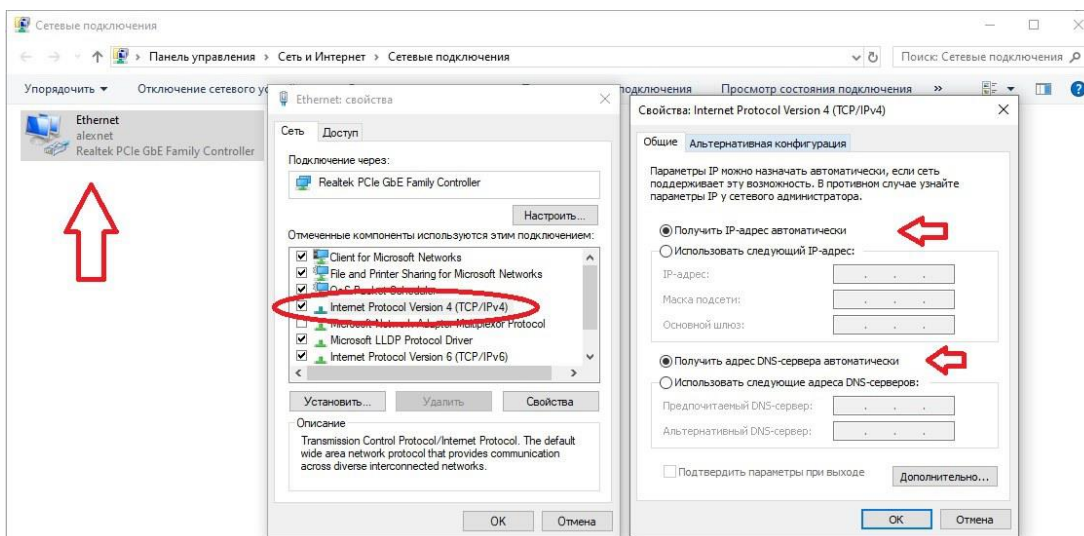 Сетевые подключения
Панель управления > Сеть и Интернет > Сетевые подключения
Поиск: Сетевые подключения
Упорядочить
Отключение сетевого ус
подключения
Просмотр состояния подключения
»
Ethernet
alexnet
Realtek PCIe GbE Family Controller
Ethernet: свойства
Сеть
Доступ
Подключение через:
Realtek PCIe GbE Family Controller
Настроить...
Отмеченные компоненты используются этим подключением:
Client for Microsoft Networks
File and Printer Sharing for Microsoft Networks
QoS Packet Scheduler
Internet Protocol Version 4 (TCP/IPv4)
Microsoft Network Adapter Multiplexor Protocol
Microsoft LLDP Protocol Driver
Internet Protocol Version 6 (TCP/IPv6)
Установить...
Удалить
Свойства
Описание
Transmission Control Protocol/Internet Protocol. The default
wide area network protocol that provides communication
across diverse interconnected networks.
OK
Отмена
Свойства: Internet Protocol Version 4 (TCP/IPv4)
Общие
Альтернативная конфигурация
Параметры IP можно назначать автоматически, если сеть
поддерживает эту возможность. В противном случае узнайте
параметры IP у сетевого администратора.
Получить IP-адрес автоматически
Использовать следующий IP-адрес:
IP-адрес:
Маска подсети:
Основной шлюз:
Получить адрес DNS-сервера автоматически
Использовать следующие адреса DNS-серверов:
Предпочитаемый DNS-сервер:
Альтернативный DNS-сервер:
Подтвердить параметры при выходе
Дополнительно...
OK
Отмена